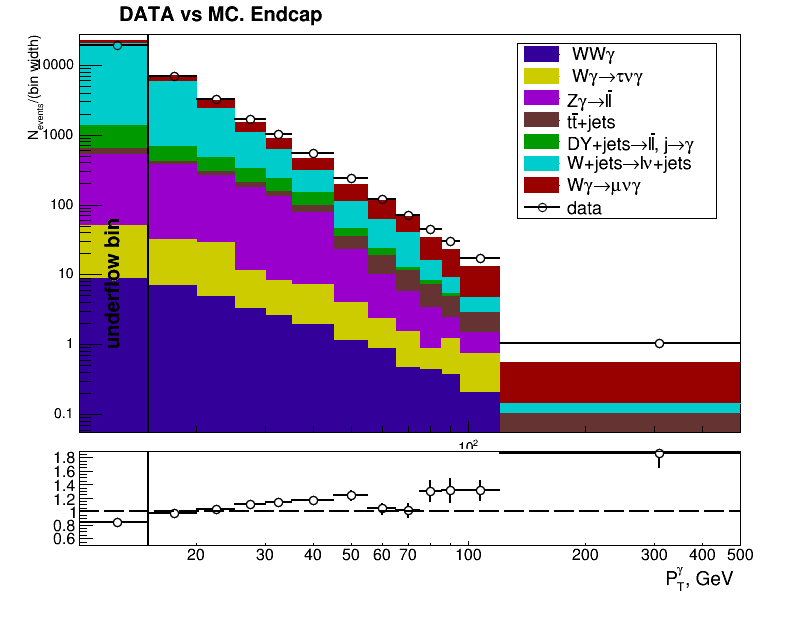 DATA vs MC. Endcap
N_events/(bin width)
10000
1000
100
10
1
0.1
underflow bin
WWγ
Wγ→τνγ
Zγ→ll̄
tt̄+jets
DY+jets→ll̄, j→γ
W+jets→lν+jets
Wγ→μνγ
data
10²
1.8
1.6
1.4
1.2
1
0.8
0.6
20 30 40 50 60 70 100 200 300 400 500
P_T^γ, GeV